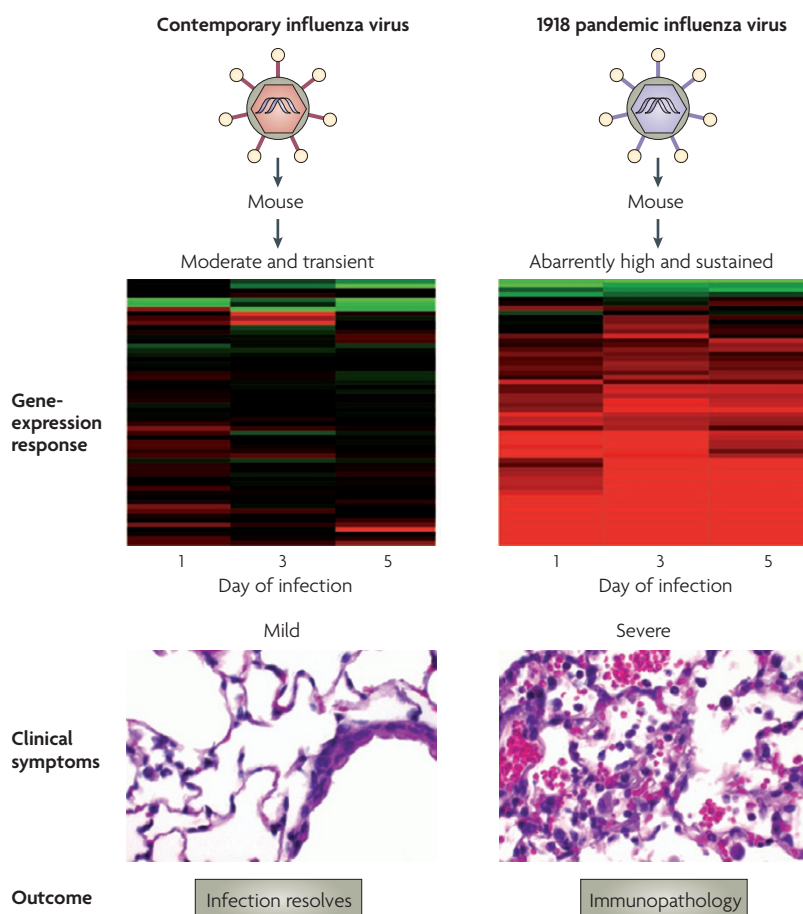 Contemporary influenza virus
1918 pandemic influenza virus
Mouse
Mouse
Moderate and transient
Abarrently high and sustained
Gene-
expression
response
1 3 5
1 3 5
Day of infection
Day of infection
Mild
Severe
Clinical
symptoms
Outcome
Infection resolves
Immunopathology